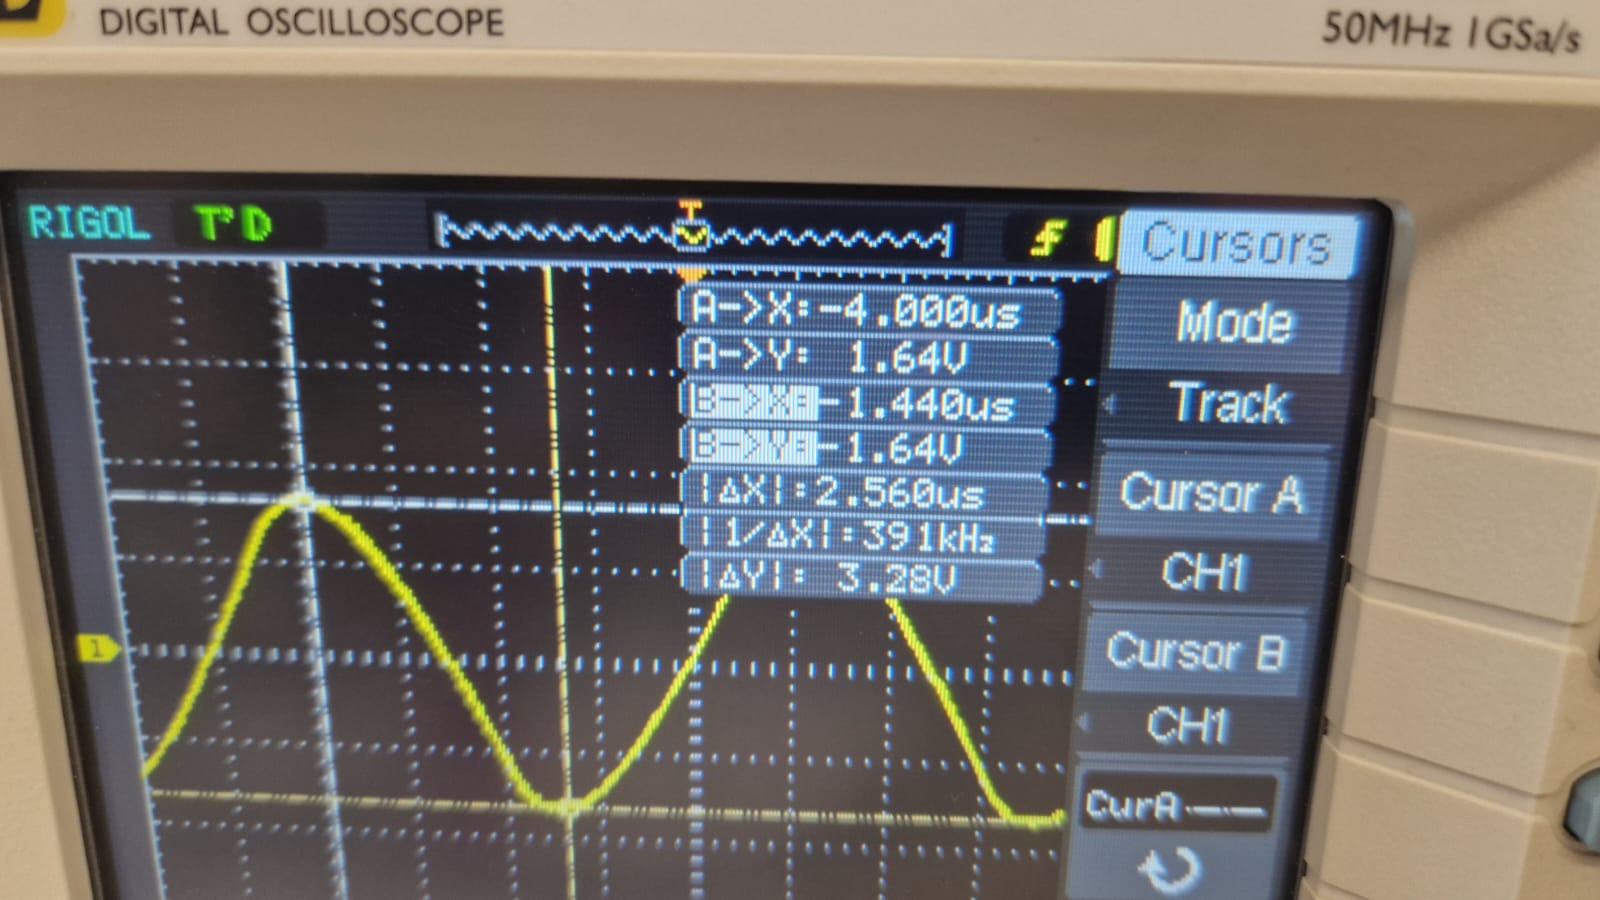 DIGITAL OSCILLOSCOPE
50MHz 1GSa/s
RIGOL T'D
T
Cursors
A->X:-4.000us
A->Y: 1.64V
B->X:-1.440us
B->Y:-1.64V
|ΔX|:2.560us
|1/ΔX|:391kHz
|ΔY|: 3.28V
1
Mode
Track
Cursor A
CH1
Cursor B
CH1
CurA